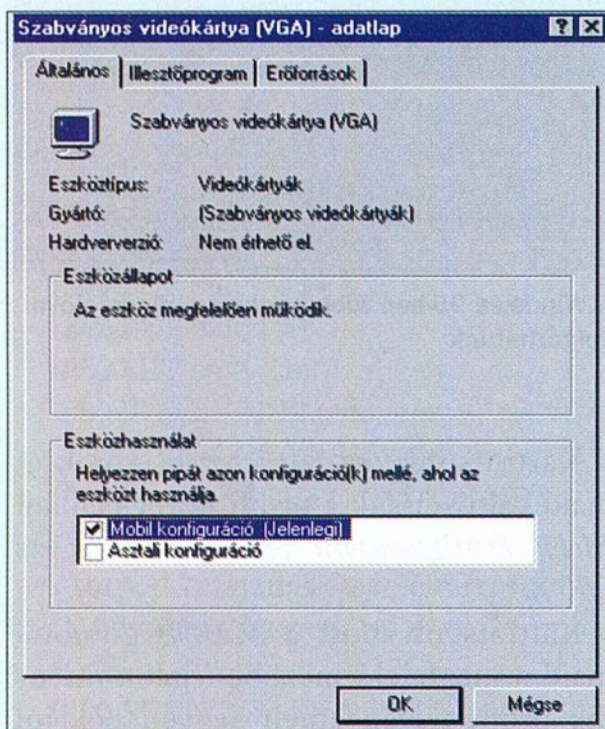 Szabványos videókártya (VGA) - adatlap
Általános
Illesztőprogram
Erőforrások
Szabványos videókártya (VGA)
Eszköztípus: Videókártyák
Gyártó: (Szabványos videókártyák)
Hardververzió: Nem érhető el.
Eszközállapot
Az eszköz megfelelően működik.
Eszközhasználat
Helyezzen pipát azon konfiguráció(k) mellé, ahol az
eszközt használja.
Mobil konfiguráció (Jelenlegi)
Asztali konfiguráció
OK
Mégse